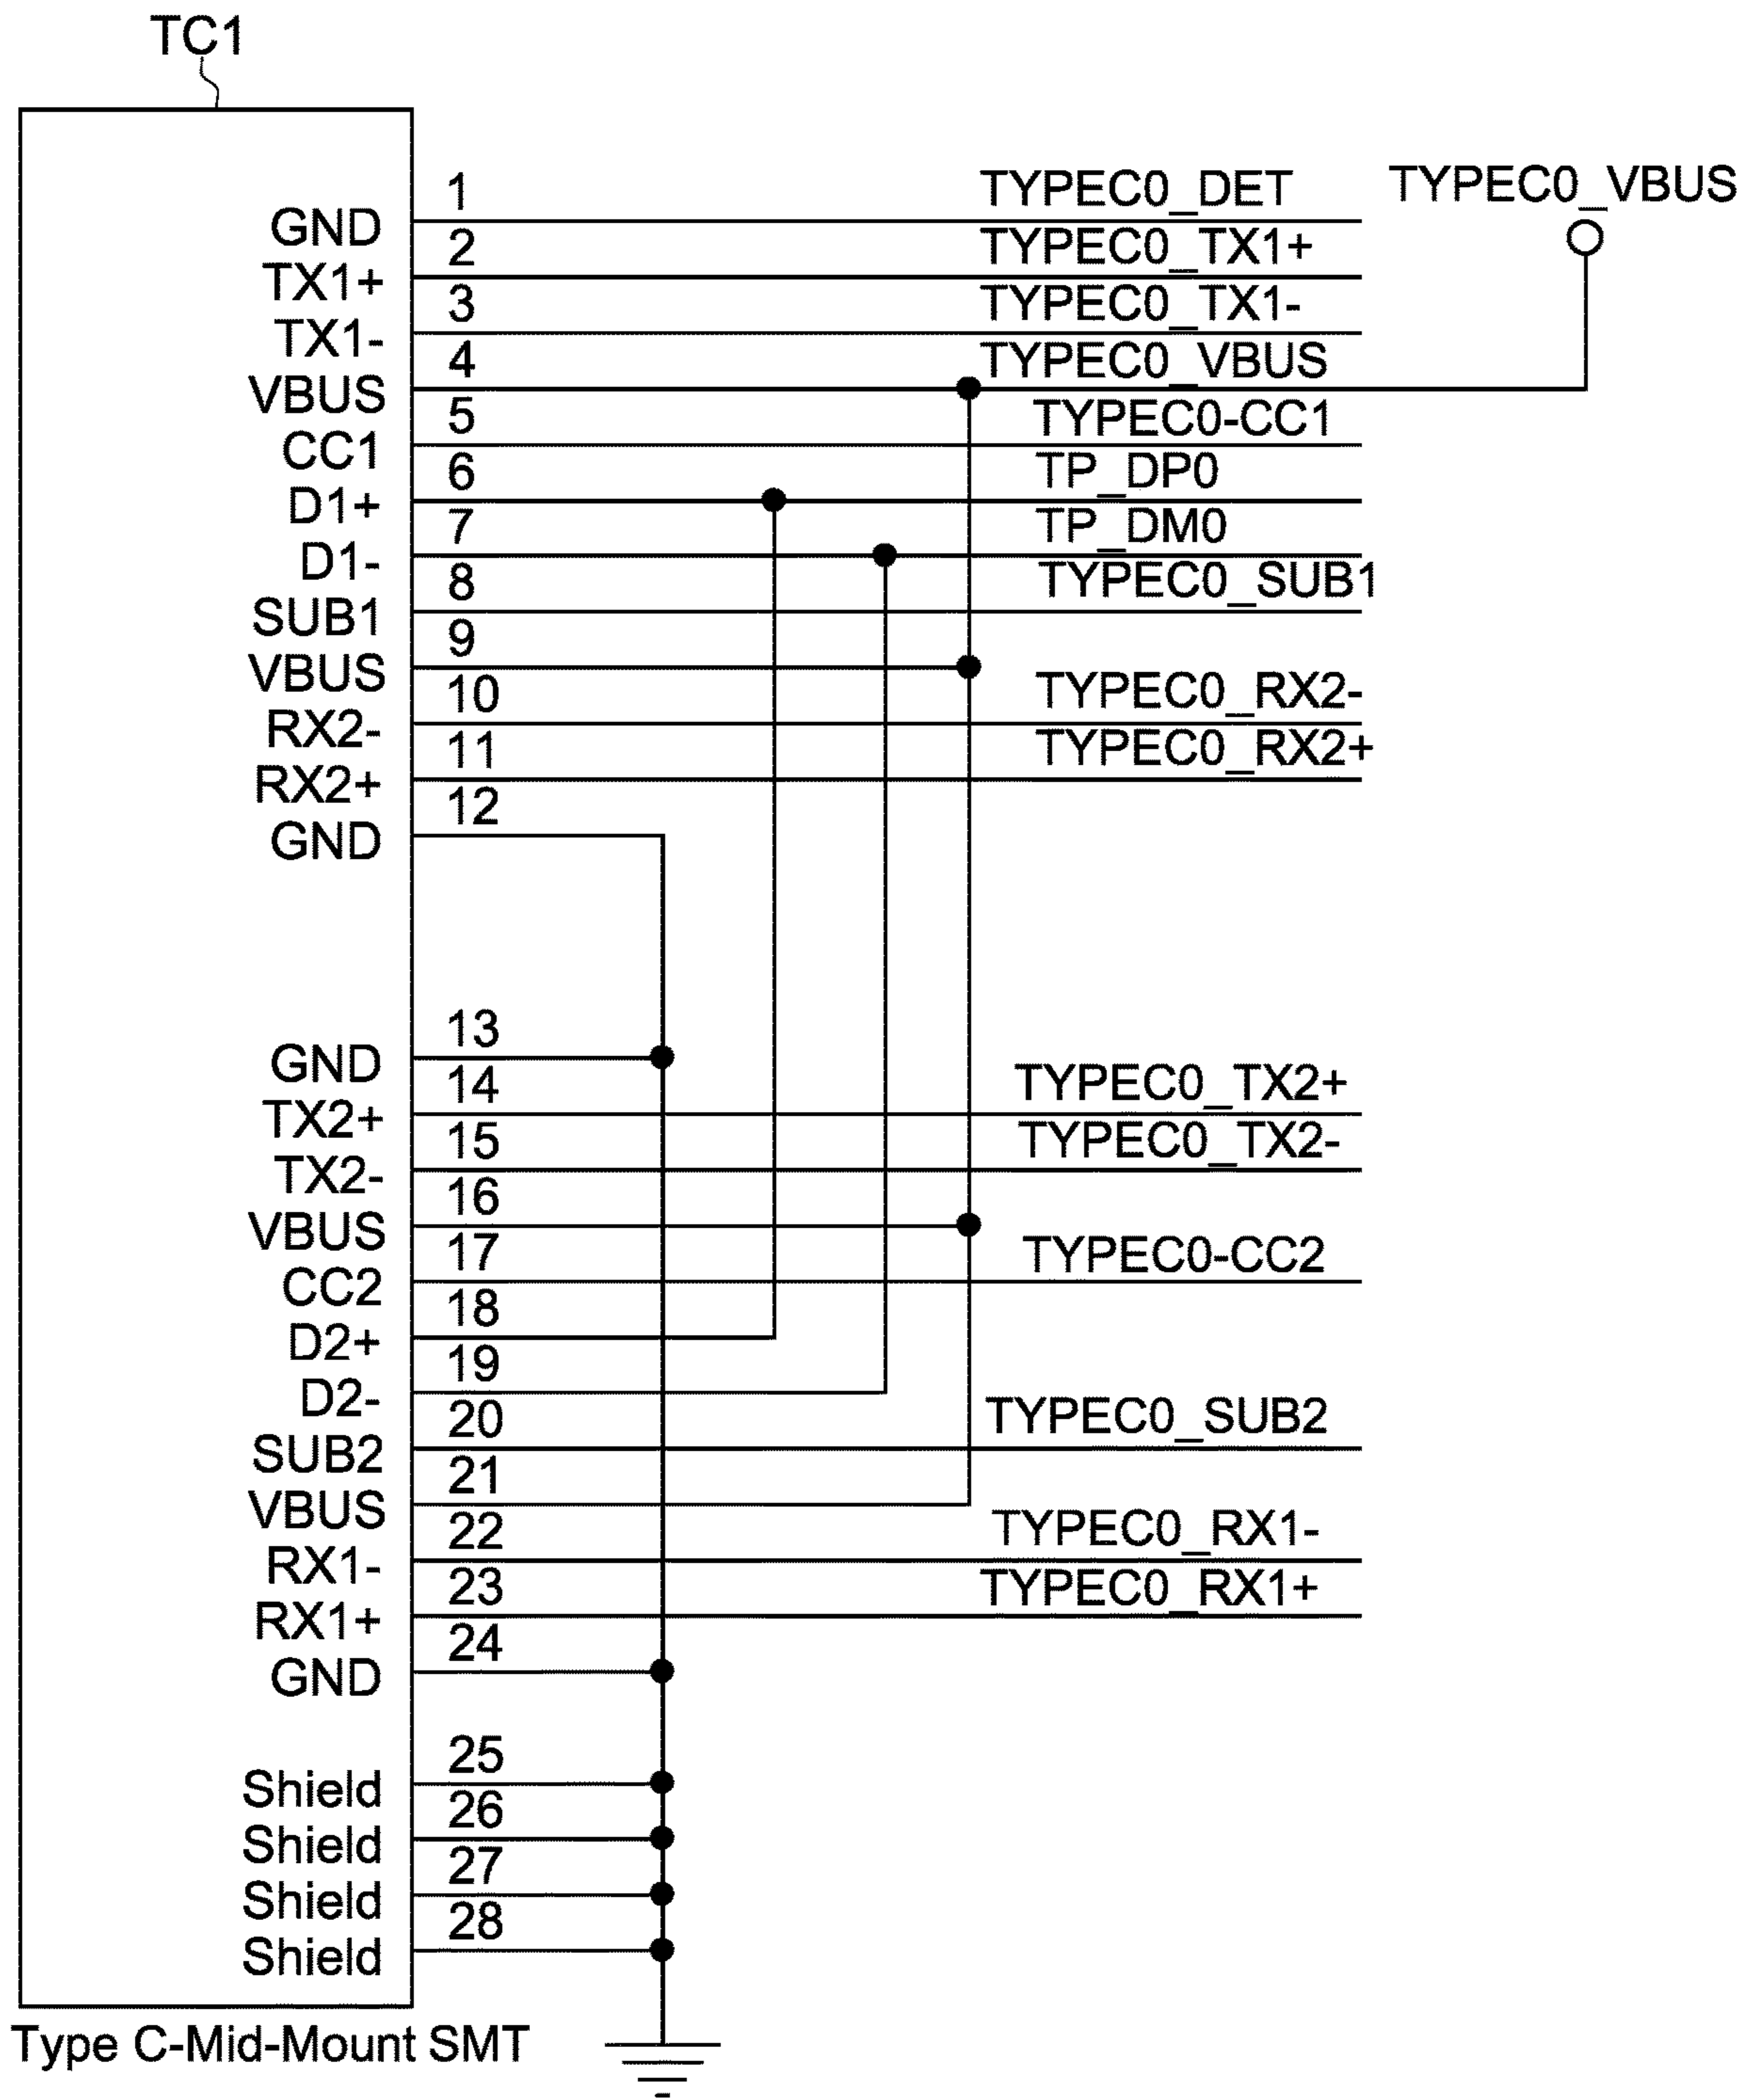 TC1
1 TYPEC0_DET TYPEC0_VBUS
GND
2 TYPEC0_TX1+
TX1+
3 TYPEC0_TX1-
TX1-
4 TYPEC0_VBUS
VBUS
5 TYPEC0-CC1
CC1
6 TP_DP0
D1+
7 TP_DM0
D1-
8 TYPEC0_SUB1
SUB1
9
VBUS
10 TYPEC0_RX2-
RX2-
11 TYPEC0_RX2+
RX2+
12
GND
13
GND
14 TYPEC0_TX2+
TX2+
15 TYPEC0_TX2-
TX2-
16
VBUS
17 TYPEC0-CC2
CC2
18
D2+
19
D2-
20 TYPEC0_SUB2
SUB2
21
VBUS
22 TYPEC0_RX1-
RX1-
23 TYPEC0_RX1+
RX1+
24
GND
25
Shield
26
Shield
27
Shield
28
Shield
Type C-Mid-Mount SMT